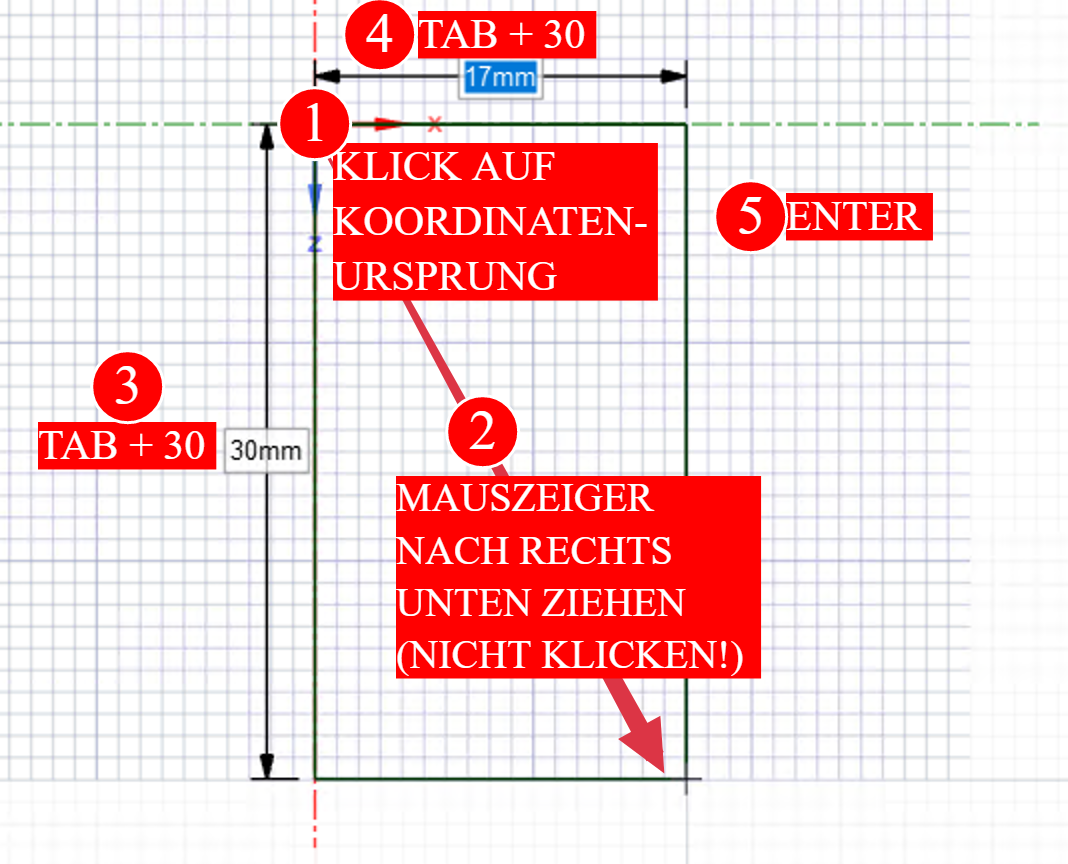 4 TAB + 30
17mm
1
x
KLICK AUF
KOORDINATEN-
URSPRUNG
z
5 ENTER
3
TAB + 30
30mm
2
MAUSZEIGER
NACH RECHTS
UNTEN ZIEHEN
(NICHT KLICKEN!)